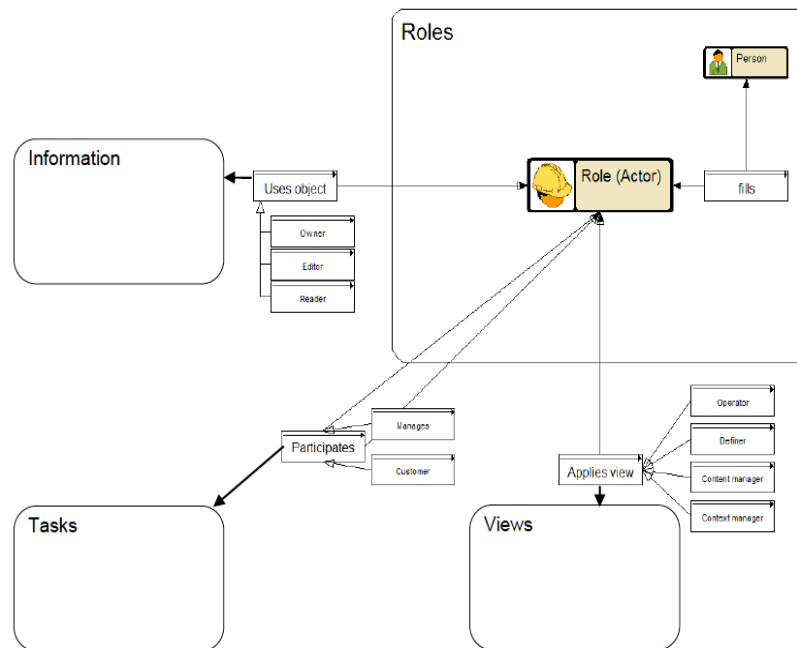 Roles
Person
Information
Role (Actor)
Uses object
fills
Owner
Editor
Reader
Operator
Manages
Definer
Participates
Customer
Applies view
Content manager
Context manager
Tasks
Views